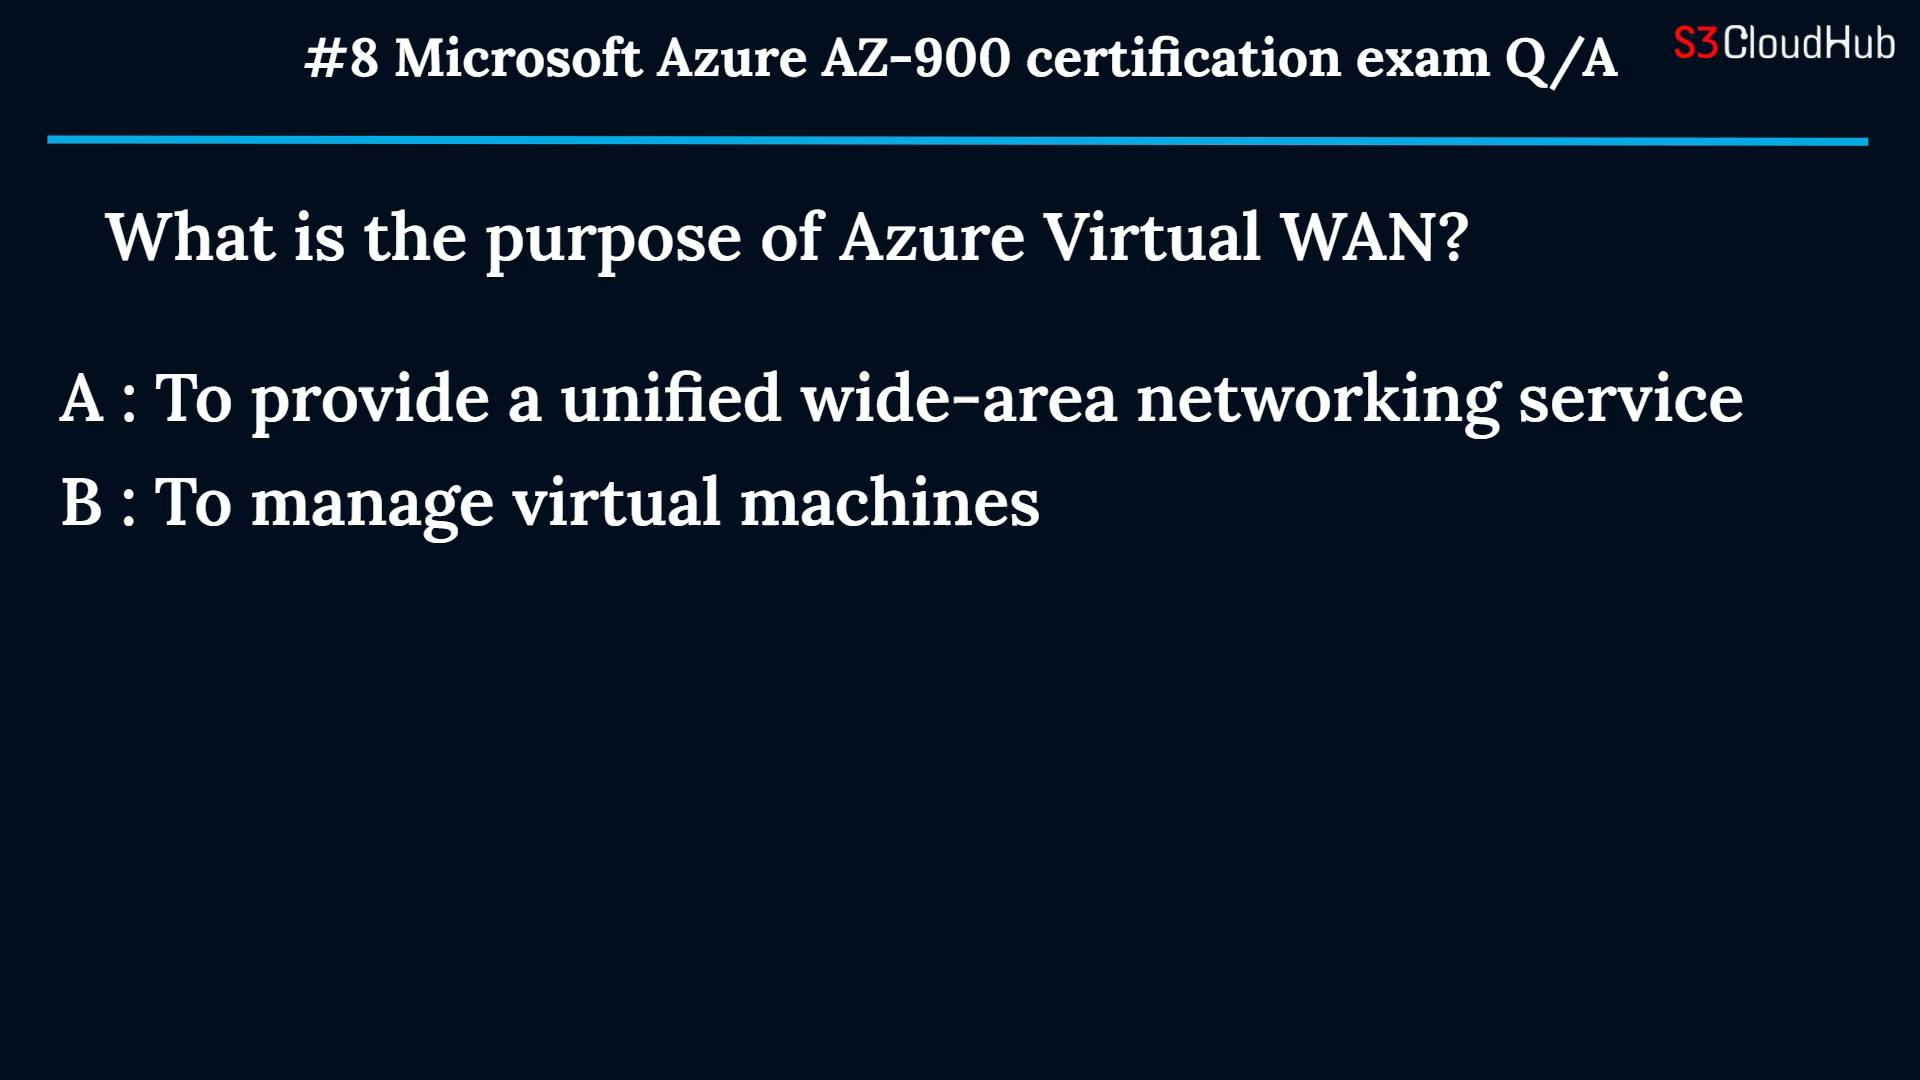 #8 Microsoft Azure AZ-900 certification exam Q/A
S3CloudHub
What is the purpose of Azure Virtual WAN?
A : To provide a unified wide-area networking service
B : To manage virtual machines